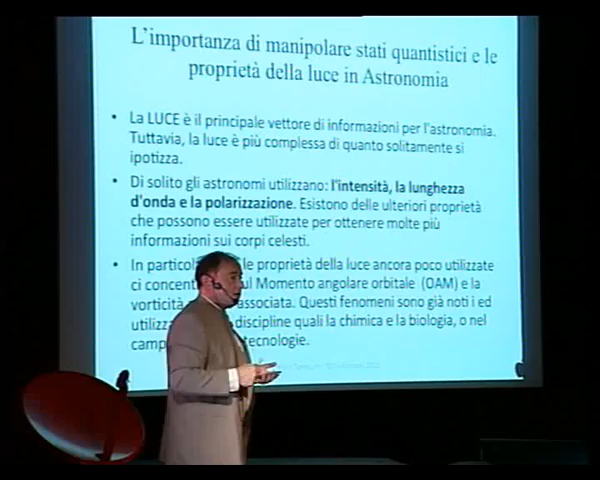 L'importanza di manipolare stati quantistici e le
proprietà della luce in Astronomia
• La LUCE è il principale vettore di informazioni per l'astronomia.
Tuttavia, la luce è più complessa di quanto solitamente si
ipotizza.
• Di solito gli astronomi utilizzano: l'intensità, la lunghezza
d'onda e la polarizzazione. Esistono delle ulteriori proprietà
che possono essere utilizzate per ottenere molte più
informazioni sui corpi celesti.
• In particol le proprietà della luce ancora poco utilizzate
ci concent ul Momento angolare orbitale (OAM) e la
vorticità associata. Questi fenomeni sono già noti i ed
utilizz discipline quali la chimica e la biologia, o nel
camp tecnologie.